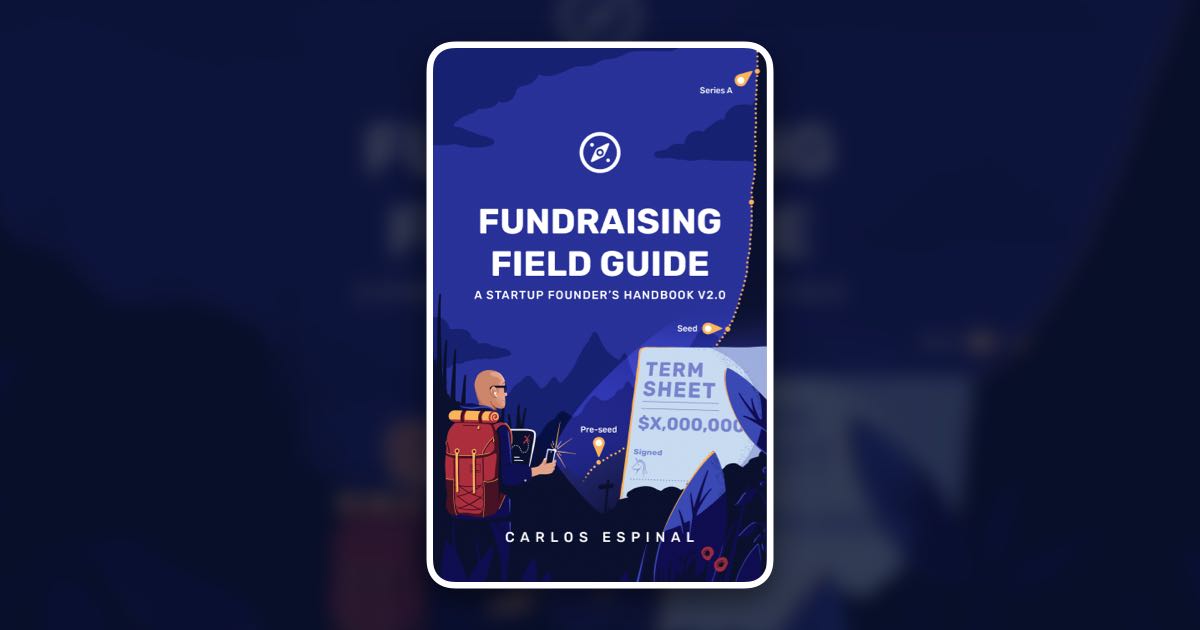 Series A
FUNDRAISING
FIELD GUIDE
A STARTUP FOUNDER'S HANDBOOK V2.0
Seed
TERM
SHEET
$X,000,000
Pre-seed
Signed
CARLOS ESPINAL